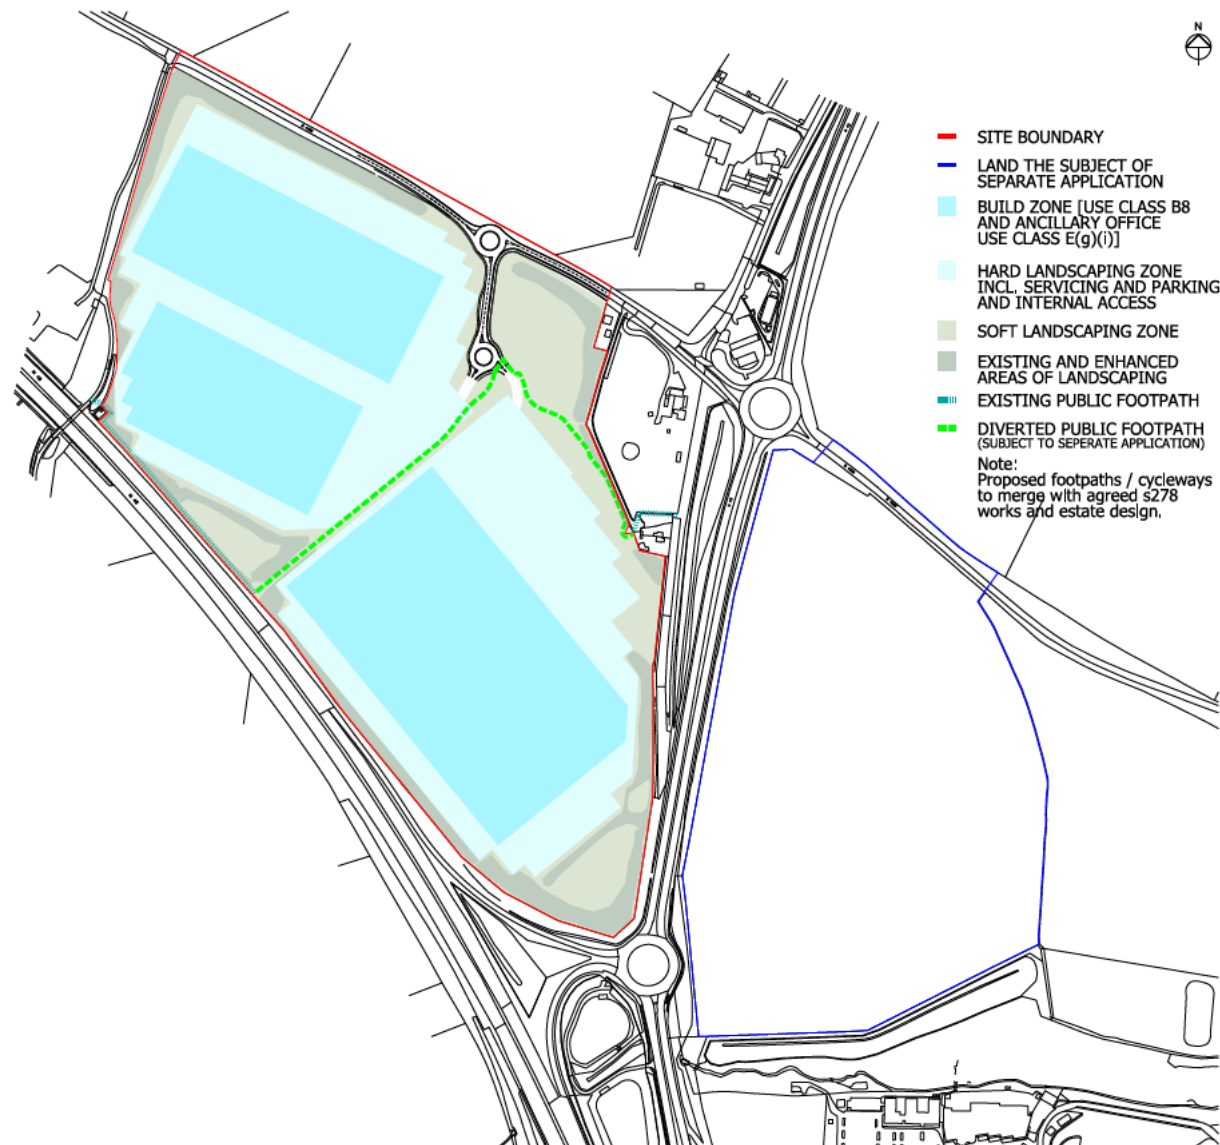 N
SITE BOUNDARY
LAND THE SUBJECT OF
SEPARATE APPLICATION
BUILD ZONE [USE CLASS B8
AND ANCILLARY OFFICE
USE CLASS E(g)(i)]
HARD LANDSCAPING ZONE
INCL. SERVICING AND PARKING
AND INTERNAL ACCESS
SOFT LANDSCAPING ZONE
EXISTING AND ENHANCED
AREAS OF LANDSCAPING
EXISTING PUBLIC FOOTPATH
DIVERTED PUBLIC FOOTPATH
(SUBJECT TO SEPERATE APPLICATION)
Note:
Proposed footpaths / cycleways
to merge with agreed s278
works and estate design.